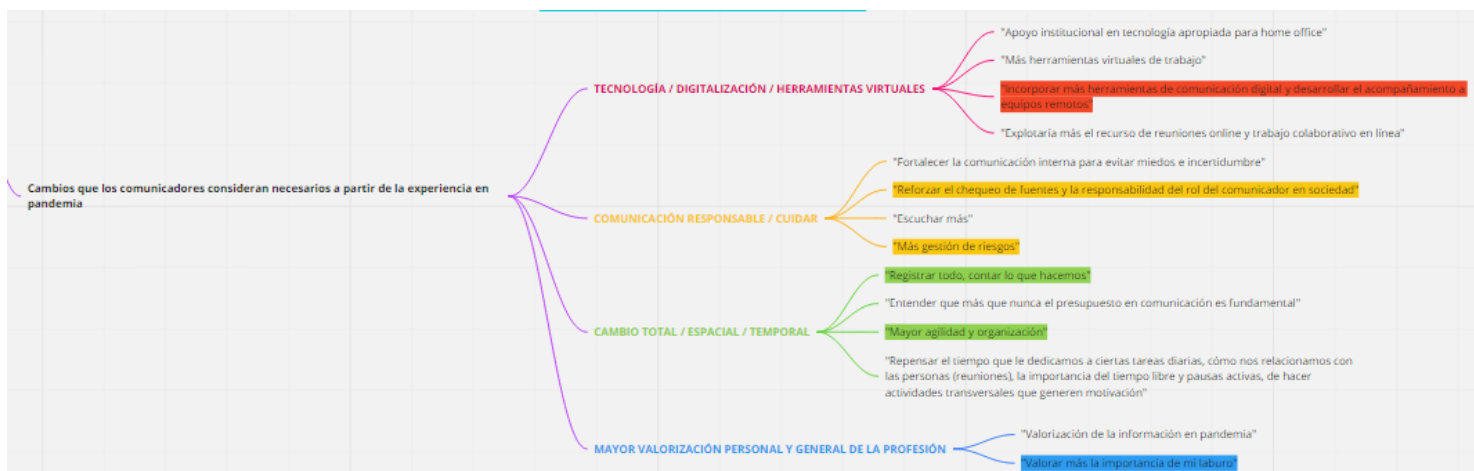 Cambios que los comunicadores consideran necesarios a partir de la experiencia en
pandemia
TECNOLOGÍA / DIGITALIZACIÓN / HERRAMIENTAS VIRTUALES
"Apoyo institucional en tecnología apropiada para home office"
"Más herramientas virtuales de trabajo"
"Incorporar más herramientas de comunicación digital y desarrollar el acompañamiento a
equipos remotos"
"Explotaría más el recurso de reuniones online y trabajo colaborativo en línea"
COMUNICACIÓN RESPONSABLE / CUIDAR
"Fortalecer la comunicación interna para evitar miedos e incertidumbre"
"Reforzar el chequeo de fuentes y la responsabilidad del rol del comunicador en sociedad"
"Escuchar más"
"Más gestión de riesgos"
CAMBIO TOTAL / ESPACIAL / TEMPORAL
"Registrar todo, contar lo que hacemos"
"Entender que más que nunca el presupuesto en comunicación es fundamental"
"Mayor agilidad y organización"
"Repensar el tiempo que le dedicamos a ciertas tareas diarias, cómo nos relacionamos con
las personas (reuniones), la importancia del tiempo libre y pausas activas, de hacer
actividades transversales que generen motivación"
MAYOR VALORIZACIÓN PERSONAL Y GENERAL DE LA PROFESIÓN
"Valorización de la información en pandemia"
"Valorar más la importancia de mi laburo"